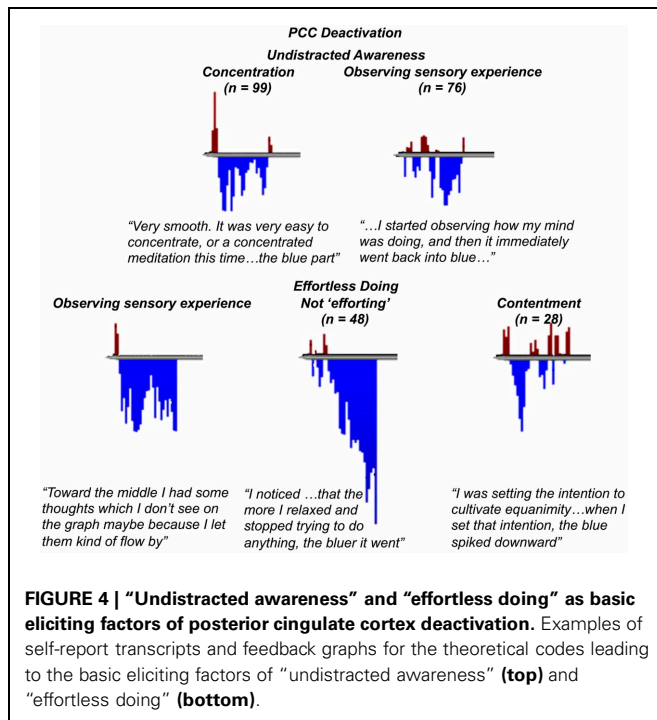 PCC Deactivation
Undistracted Awareness
Concentration
(n = 99)
Observing sensory experience
(n = 76)
“Very smooth. It was very easy to
concentrate, or a concentrated
meditation this time…the blue part”
“…I started observing how my mind
was doing, and then it immediately
went back into blue…”
Effortless Doing
Observing sensory experience
Not ‘efforting’
(n = 48)
Contentment
(n = 28)
“Toward the middle I had some
thoughts which I don’t see on
the graph maybe because I let
them kind of flow by”
“I noticed …that the
more I relaxed and
stopped trying to do
anything, the bluer it went”
“I was setting the intention to
cultivate equanimity…when I
set that intention, the blue
spiked downward”
FIGURE 4 | “Undistracted awareness” and “effortless doing” as basic
eliciting factors of posterior cingulate cortex deactivation. Examples of
self-report transcripts and feedback graphs for the theoretical codes leading
to the basic eliciting factors of “undistracted awareness” (top) and
“effortless doing” (bottom).